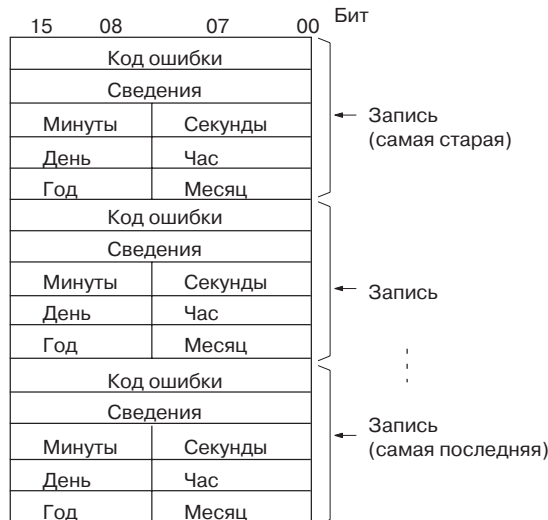 15 08 07 00 Бит
Код ошибки
Сведения
Минуты Секунды
День Час
Год Месяц
Запись
(самая старая)
Код ошибки
Сведения
Минуты Секунды
День Час
Год Месяц
Запись
Код ошибки
Сведения
Минуты Секунды
День Час
Год Месяц
Запись
(самая последняя)